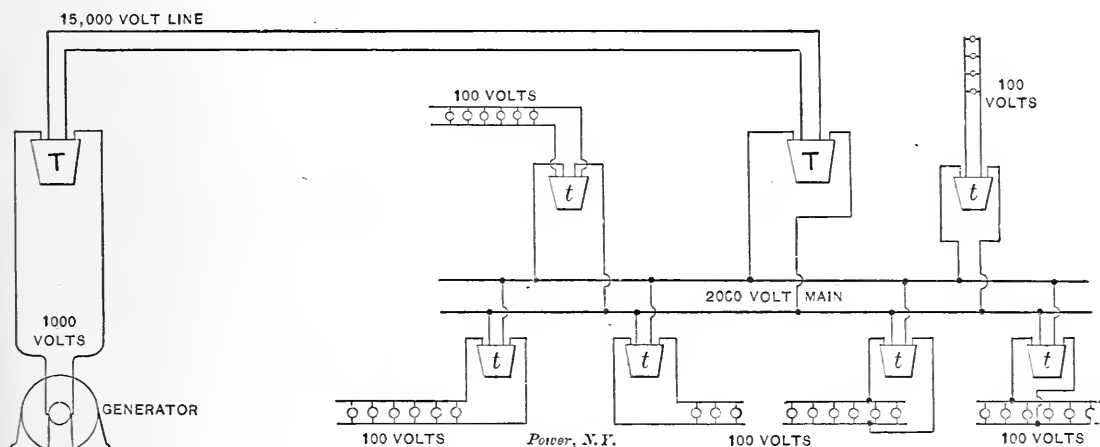 15,000 VOLT LINE
100 VOLTS
100
VOLTS
T
T
t
t
1000
VOLTS
2000 VOLT MAIN
t
t
t
t
GENERATOR
100 VOLTS
Power, N.Y.
100 VOLTS
100 VOLTS